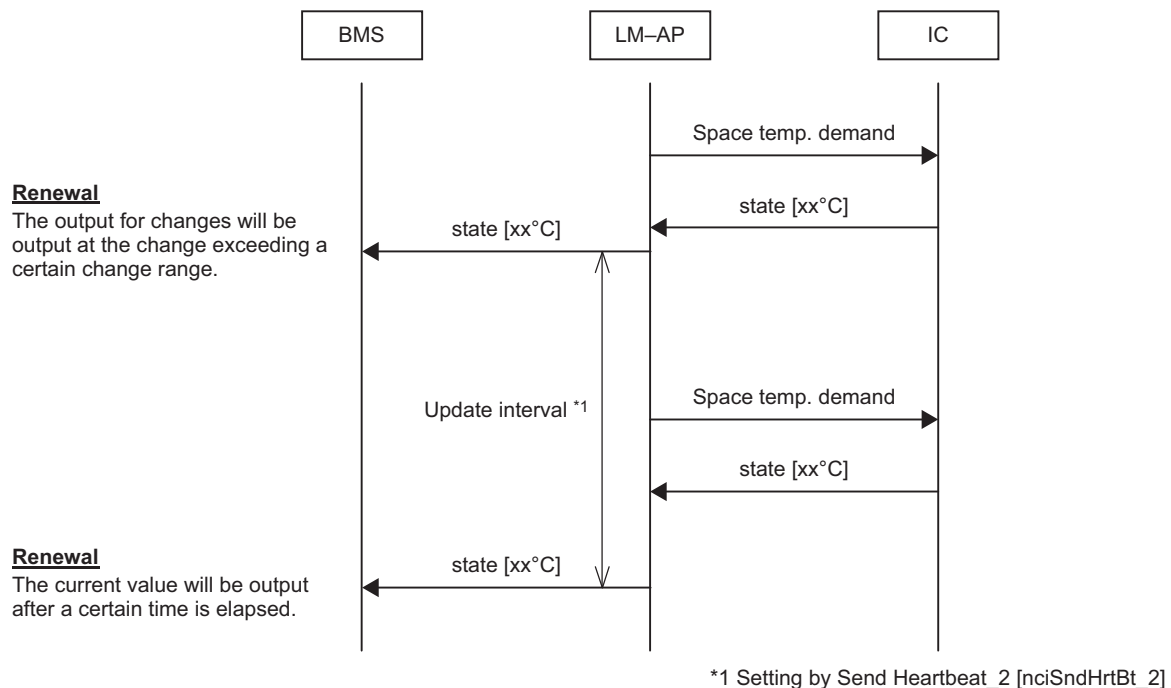 BMS
LM–AP
IC
Space temp. demand
Renewal
The output for changes will be
output at the change exceeding a
certain change range.
state [xx°C]
state [xx°C]
Update interval *1
Space temp. demand
state [xx°C]
Renewal
The current value will be output
after a certain time is elapsed.
state [xx°C]
*1 Setting by Send Heartbeat_2 [nciSndHrtBt_2]